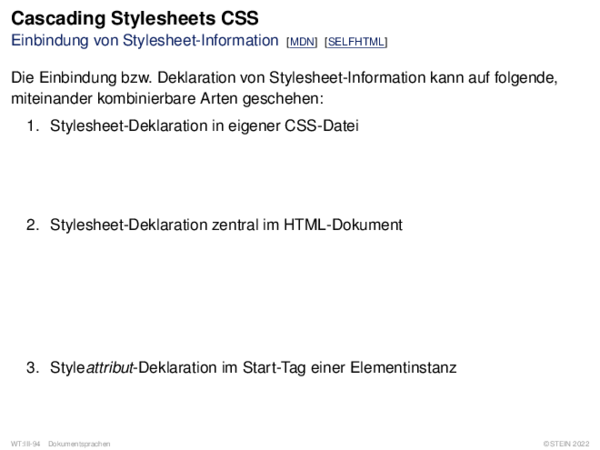 Cascading Stylesheets CSS
Einbindung von Stylesheet-Information [MDN] [SELFHTML]
Die Einbindung bzw. Deklaration von Stylesheet-Information kann auf folgende,
miteinander kombinierbare Arten geschehen:
1. Stylesheet-Deklaration in eigener CSS-Datei
2. Stylesheet-Deklaration zentral im HTML-Dokument
3. Styleattribut-Deklaration im Start-Tag einer Elementinstanz
WT:III-94 Dokumentsprachen ©STEIN 2022